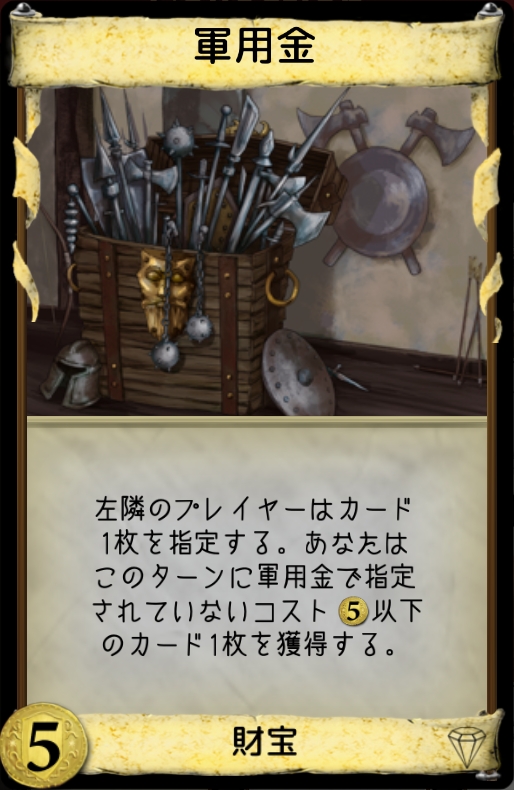 軍用金
左隣のプレイヤーはカード
1枚を指定する。あなたは
このターンに軍用金で指定
されていないコスト5以下
のカード1枚を獲得する。
5
財宝